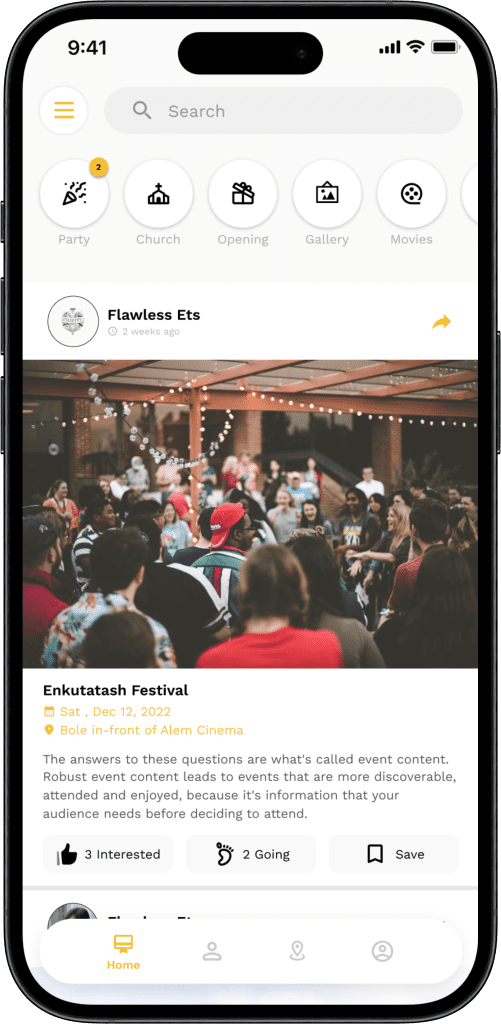 9:41
Search
2
Party
Church
Opening
Gallery
Movies
Flawless Ets
2 weeks ago
Enkutatash Festival
Sat , Dec 12, 2022
Bole in-front of Alem Cinema
The answers to these questions are what's called event content.
Robust event content leads to events that are more discoverable,
attended and enjoyed, because it's information that your
audience needs before deciding to attend.
3 Interested
2 Going
Save
Home